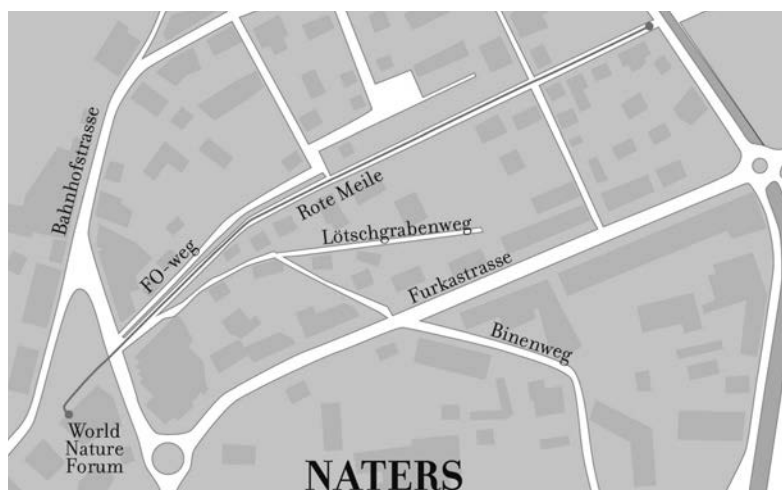 Bahnhofstrasse
Rote Meile
FO-weg
Lötschgrabenweg
Furkastrasse
Binenweg
World
Nature
Forum
NATERS